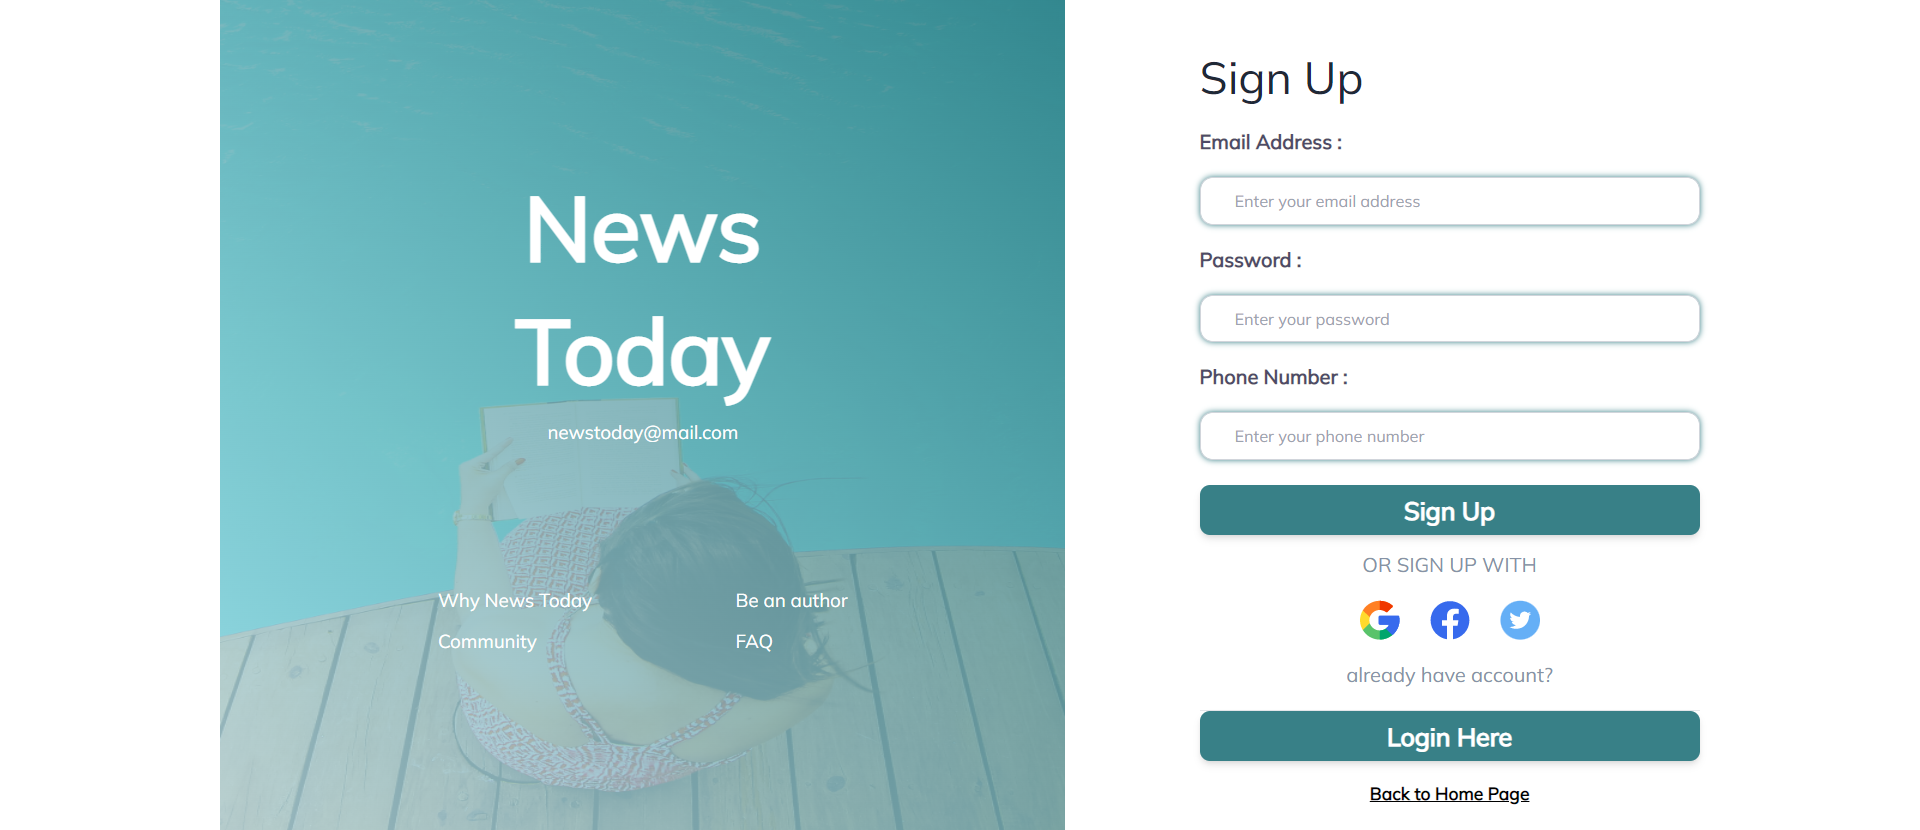 News
Today
newstoday@mail.com
Why News Today
Be an author
Community
FAQ
Sign Up
Email Address :
Enter your email address
Password :
Enter your password
Phone Number :
Enter your phone number
Sign Up
OR SIGN UP WITH
already have account?
Login Here
Back to Home Page